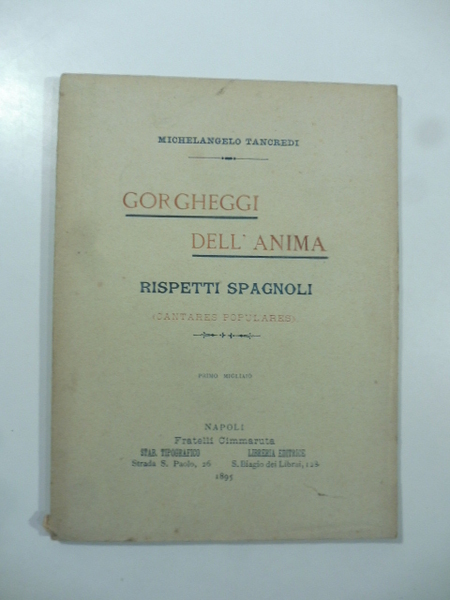 MICHELANGELO TANCREDI
GORGHEGGI
DELL' ANIMA
RISPETTI SPAGNOLI
(CANTARES POPULARES)
PRIMO
NAPOLI
Fratelli Cimmaruta
STAB. TIPOGRAFICO LIBRERIA EDITRICE
Strada S. Paolo, 26 S. Biagio dei Librai,
1895